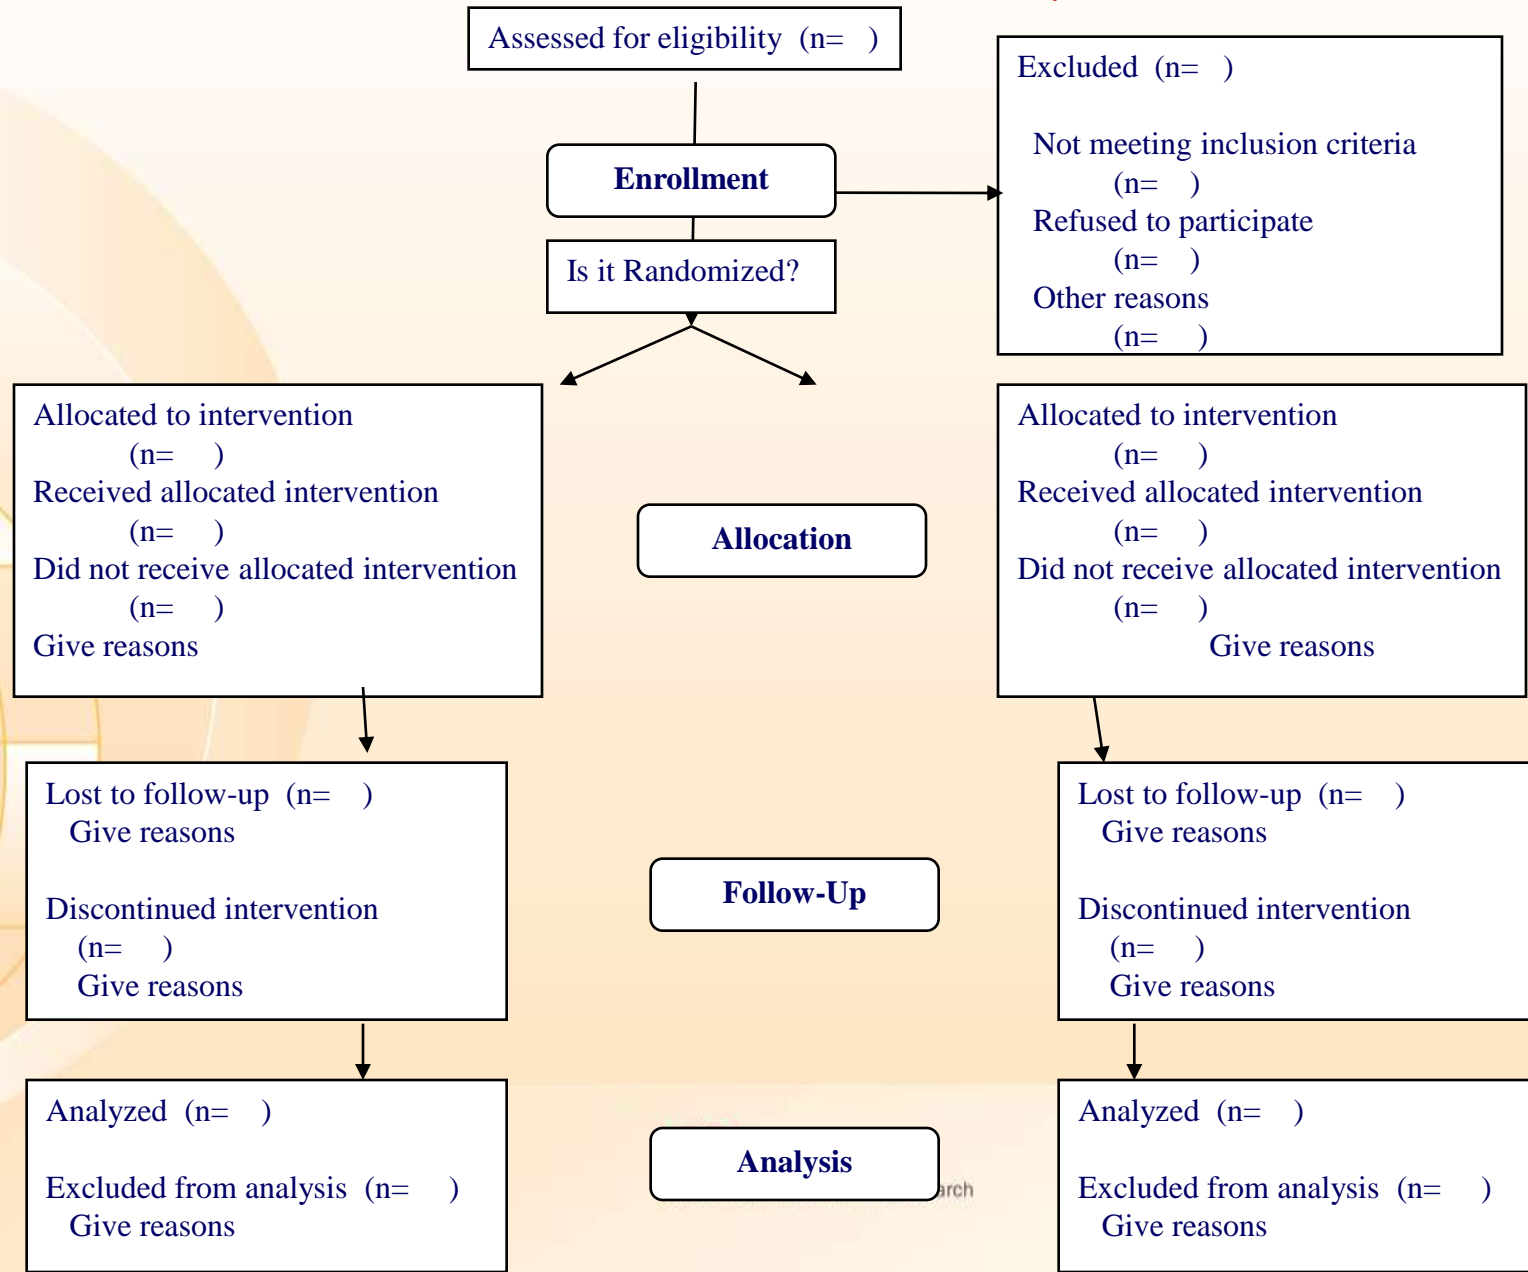 Assessed for eligibility (n= )
Excluded (n= )
Not meeting inclusion criteria
(n= )
Refused to participate
(n= )
Other reasons
(n= )
Enrollment
Is it Randomized?
Allocated to intervention
(n= )
Received allocated intervention
(n= )
Did not receive allocated intervention
(n= )
Give reasons
Allocation
Allocated to intervention
(n= )
Received allocated intervention
(n= )
Did not receive allocated intervention
(n= )
Give reasons
Lost to follow-up (n= )
Give reasons
Discontinued intervention
(n= )
Give reasons
Follow-Up
Lost to follow-up (n= )
Give reasons
Discontinued intervention
(n= )
Give reasons
Analyzed (n= )
Excluded from analysis (n= )
Give reasons
Analysis
arch
Analyzed (n= )
Excluded from analysis (n= )
Give reasons